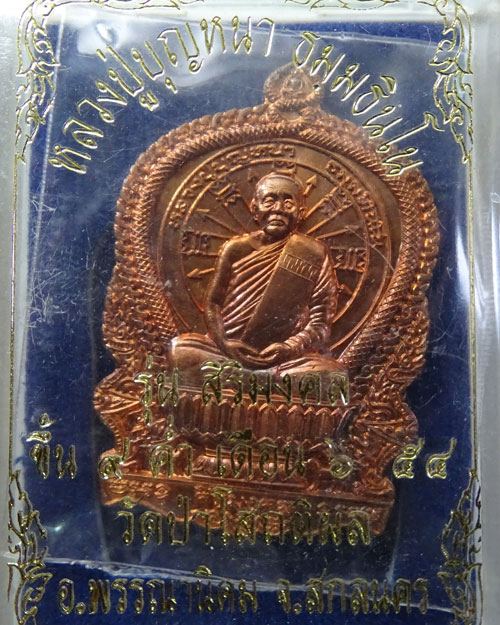 หลวงปู่บุญหนา ธมฺมทินฺโน
รุ่น สิริมงคล
ขึ้น ๙ ค่ำ เดือน ๖ ๕๔
วัดป่าโสตถิผล
อ.พรรณานิคม จ.สกลนคร